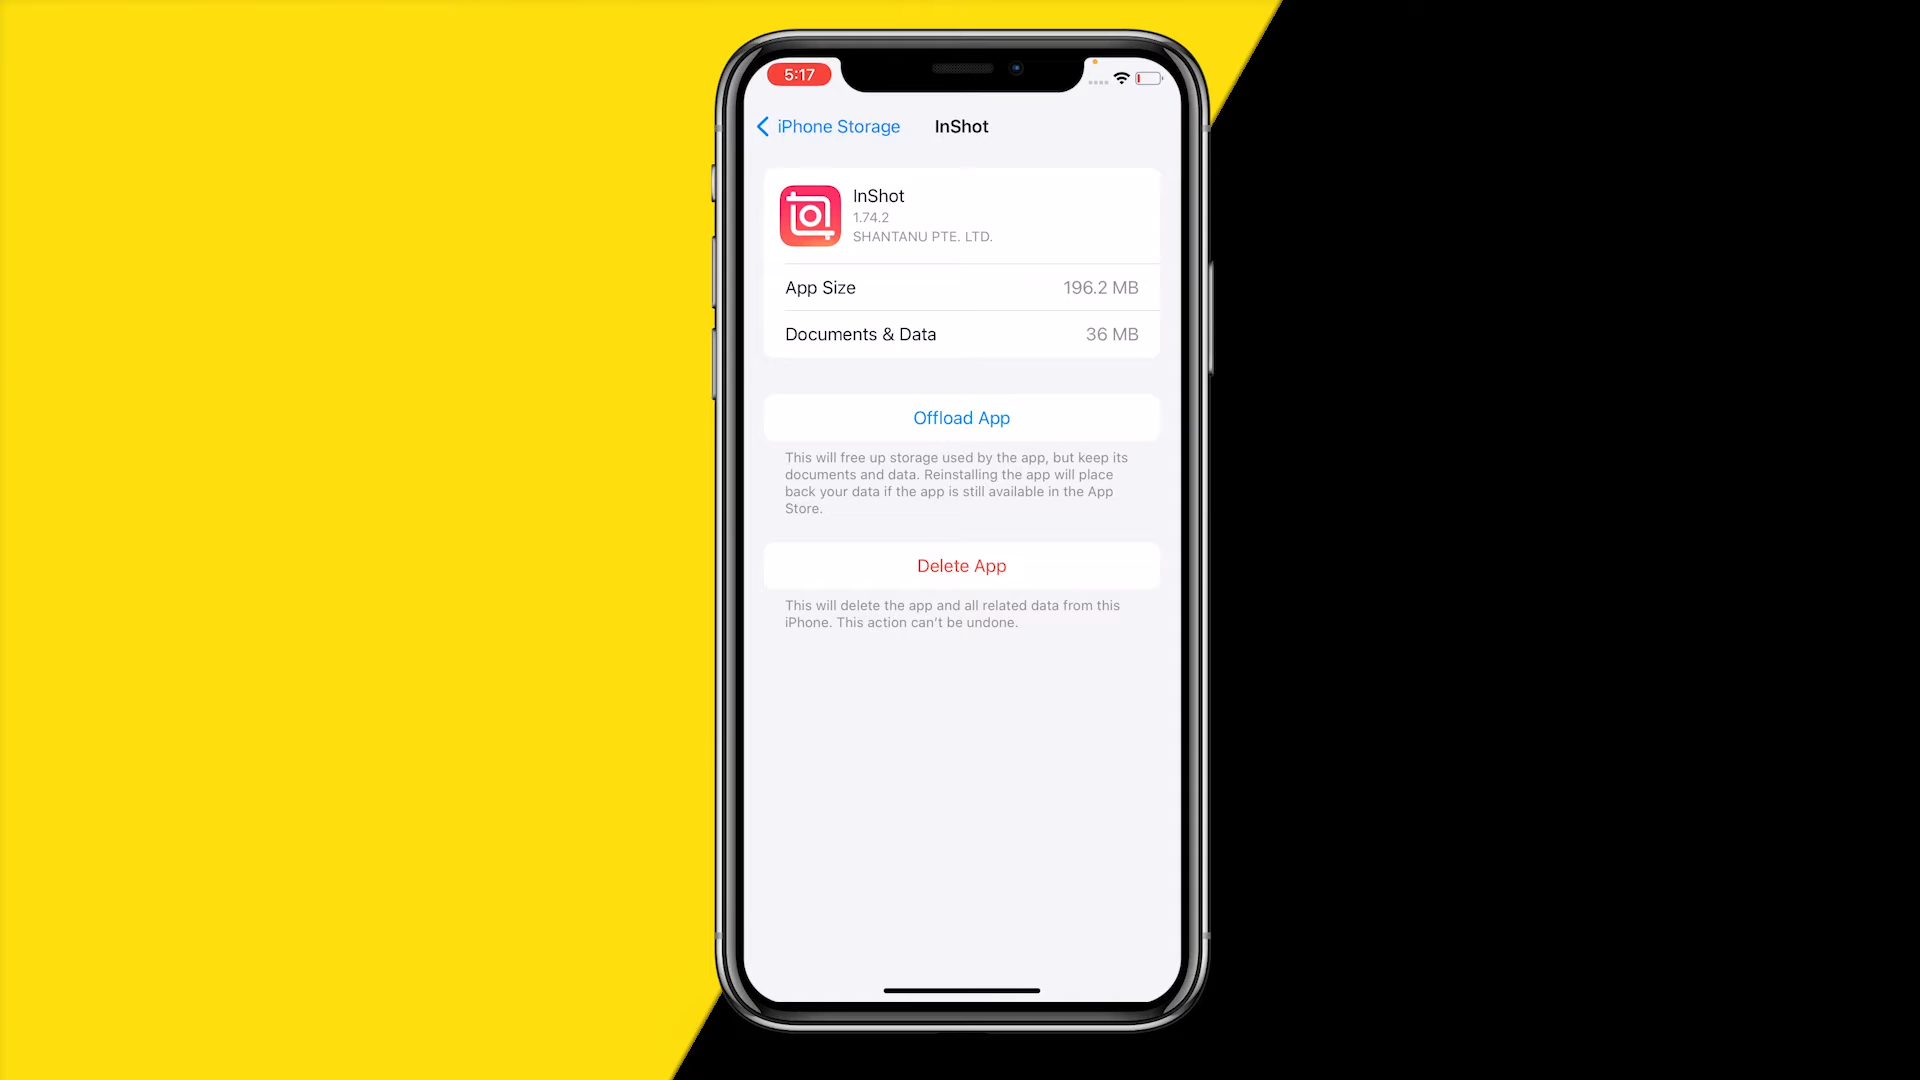 5:17
iPhone Storage
InShot
InShot
1.74.2
SHANTANU PTE. LTD.
App Size 196.2 MB
Documents & Data 36 MB
Offload App
This will free up storage used by the app, but keep its
documents and data. Reinstalling the app will place
back your data if the app is still available in the App
Store.
Delete App
This will delete the app and all related data from this
iPhone. This action can't be undone.